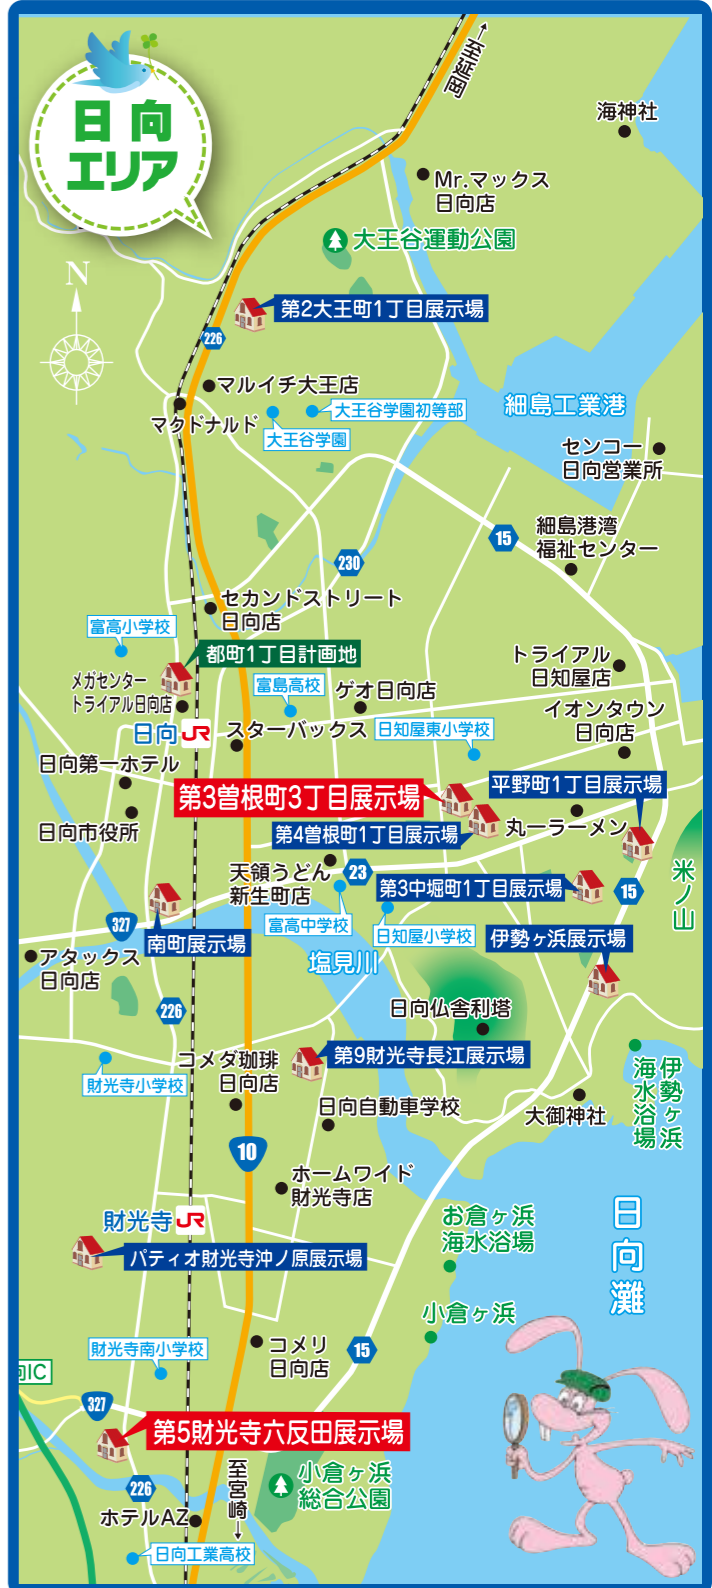 日向
エリア
↑至延岡
海神社
Mr.マックス
日向店
大王谷運動公園
N
第2大王町1丁目展示場
226
マルイチ大王店
マクドナルド
大王谷学園初等部
大王谷学園
細島工業港
センコー
日向営業所
15
細島港湾
福祉センター
230
セカンドストリート
日向店
富高小学校
都町1丁目計画地
トライアル
日知屋店
メガセンター
トライアル日向店
富島高校
ゲオ日向店
イオンタウン
日向店
日向 JR
スターバックス
日知屋東小学校
日向第一ホテル
第3曽根町3丁目展示場
平野町1丁目展示場
日向市役所
第4曽根町1丁目展示場
丸一ラーメン
天領うどん
新生町店
23
第3中堀町1丁目展示場
15
米ノ山
327
南町展示場
富高中学校
日知屋小学校
伊勢ヶ浜展示場
アタックス
日向店
塩見川
226
日向仏舎利塔
コメダ珈琲
日向店
第9財光寺長江展示場
財光寺小学校
伊勢ヶ浜
海水浴場
日向自動車学校
大御神社
10
ホームワイド
財光寺店
財光寺 JR
お倉ヶ浜
海水浴場
日向灘
パティオ財光寺沖ノ原展示場
小倉ヶ浜
財光寺南小学校
コメリ
日向店
15
向IC
327
第5財光寺六反田展示場
226
至宮崎↓
小倉ヶ浜
総合公園
ホテルAZ
日向工業高校